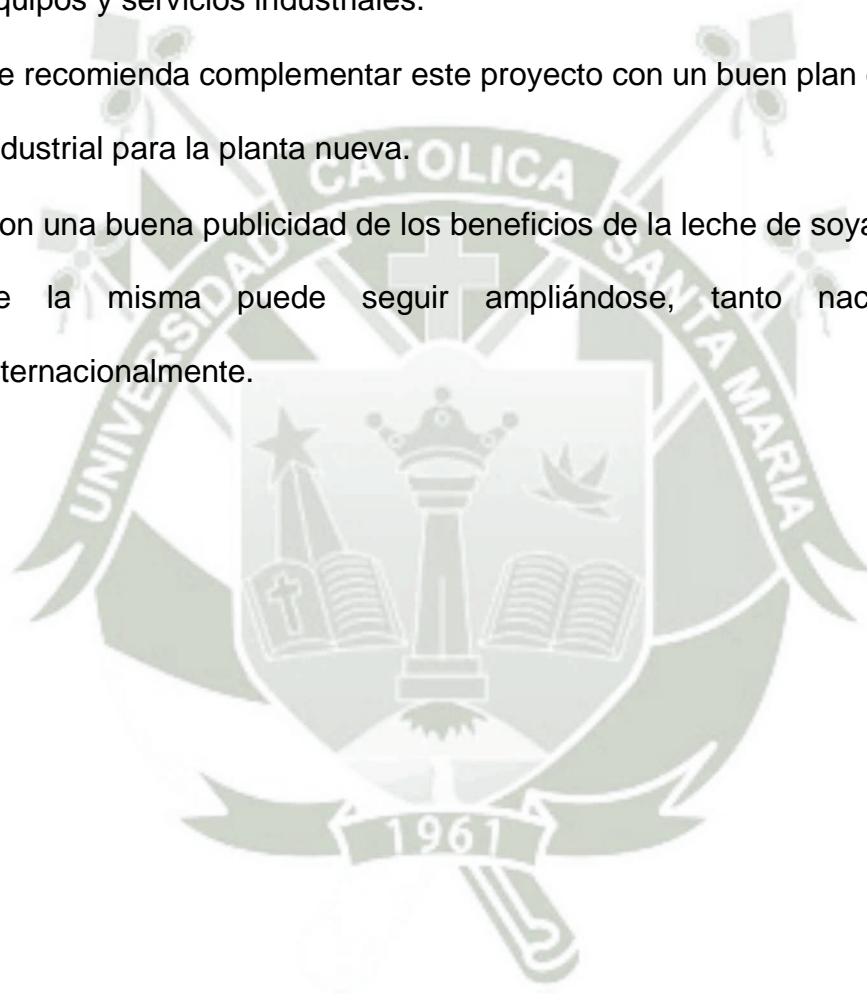 quipos y servicios industriales.
e recomienda complementar este proyecto con un buen plan
dustrial para la planta nueva.
on una buena publicidad de los beneficios de la leche de soya
e la misma puede seguir ampliándose, tanto nac
ternacionalmente.
UNIVERSIDAD CATOLICA SANTA MARIA
1961